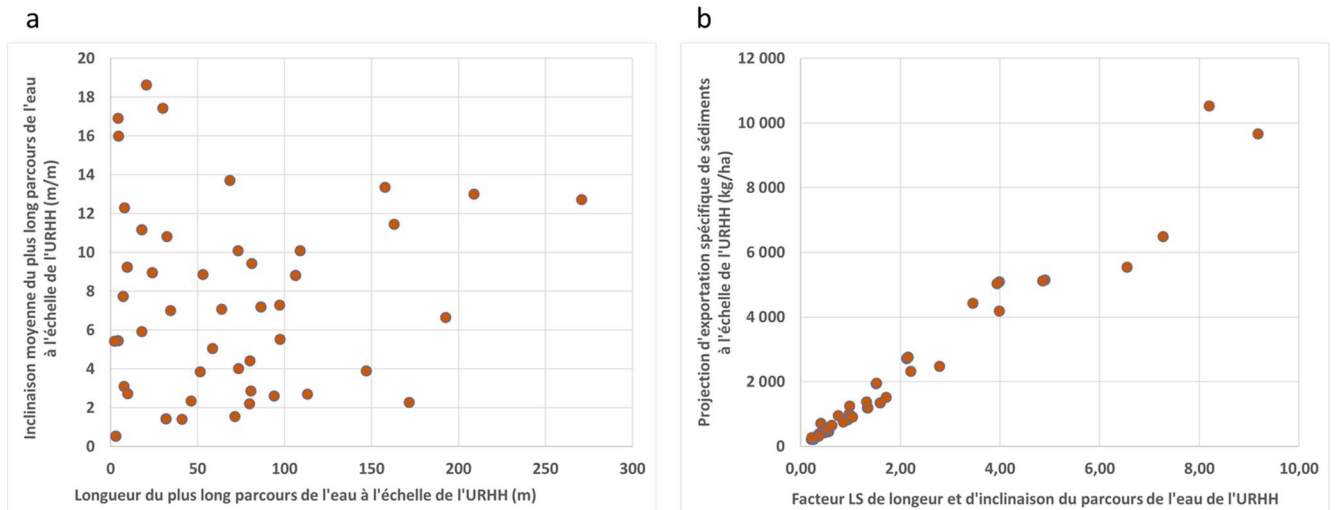 a
b
Inclinaison moyenne du plus long parcours de l'eau
à l'échelle de l'URHH (m/m)
20
18
16
14
12
10
8
6
4
2
0
0 50 100 150 200 250 300
Longueur du plus long parcours de l'eau à l'échelle de l'URHH (m)
Projection d'exportation spécifique de sédiments
à l'échelle de l'URHH (kg/ha)
12 000
10 000
8 000
6 000
4 000
2 000
0
0,00 2,00 4,00 6,00 8,00 10,00
Facteur LS de longeur et d'inclinaison du parcours de l'eau de l'URHH